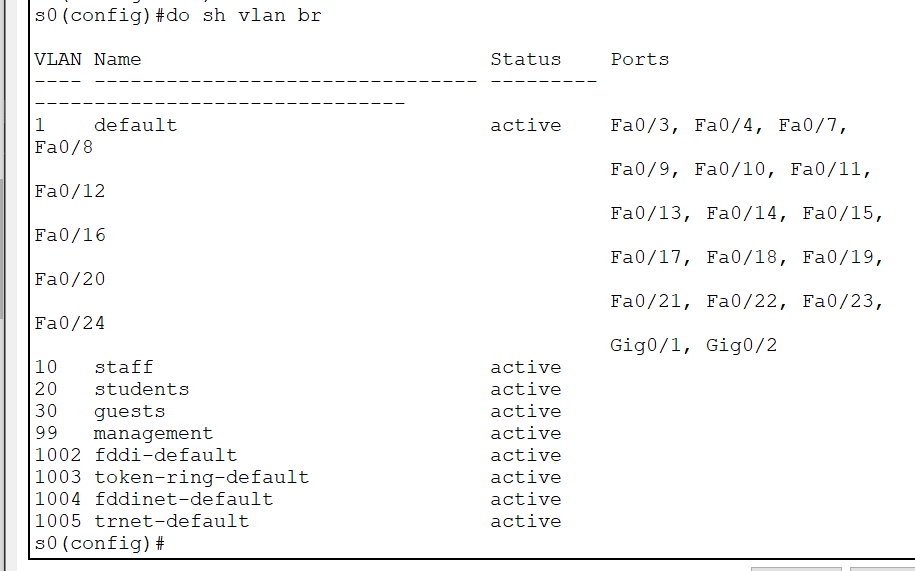 s0(config)#do sh vlan br
VLAN Name Status Ports
---- -------------------------------- ---------
-------------------------------
1 default active Fa0/3, Fa0/4, Fa0/7,
Fa0/8
Fa0/9, Fa0/10, Fa0/11,
Fa0/12
Fa0/13, Fa0/14, Fa0/15,
Fa0/16
Fa0/17, Fa0/18, Fa0/19,
Fa0/20
Fa0/21, Fa0/22, Fa0/23,
Fa0/24
Gig0/1, Gig0/2
10 staff active
20 students active
30 guests active
99 management active
1002 fddi-default active
1003 token-ring-default active
1004 fddinet-default active
1005 trnet-default active
s0(config)#